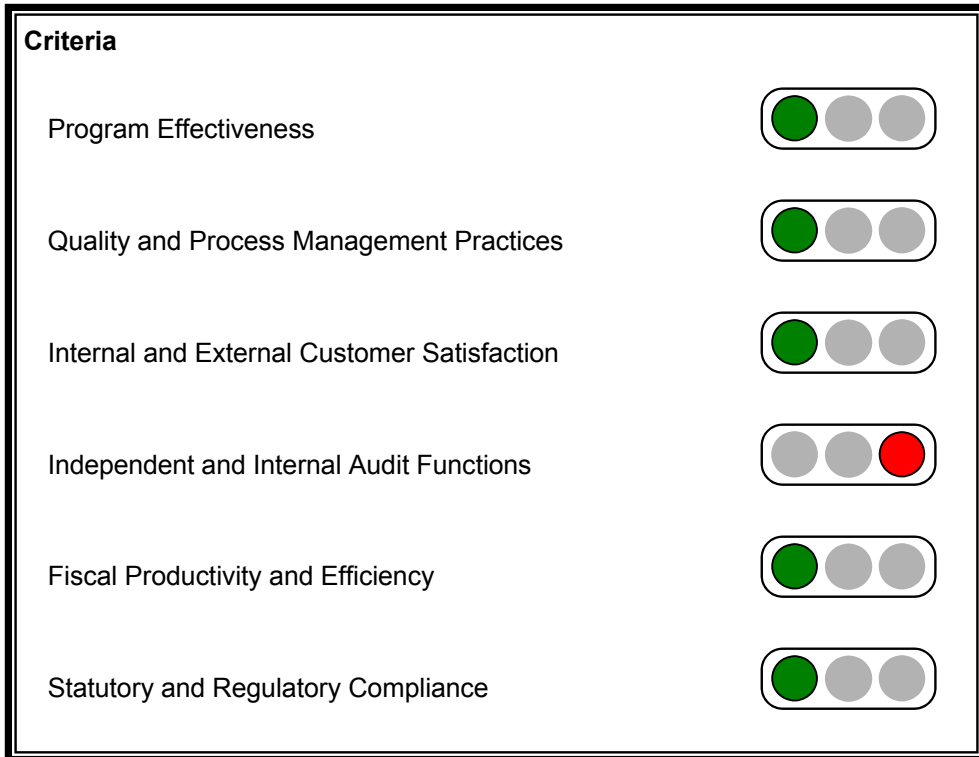 Criteria
Program Effectiveness
Quality and Process Management Practices
Internal and External Customer Satisfaction
Independent and Internal Audit Functions
Fiscal Productivity and Efficiency
Statutory and Regulatory Compliance